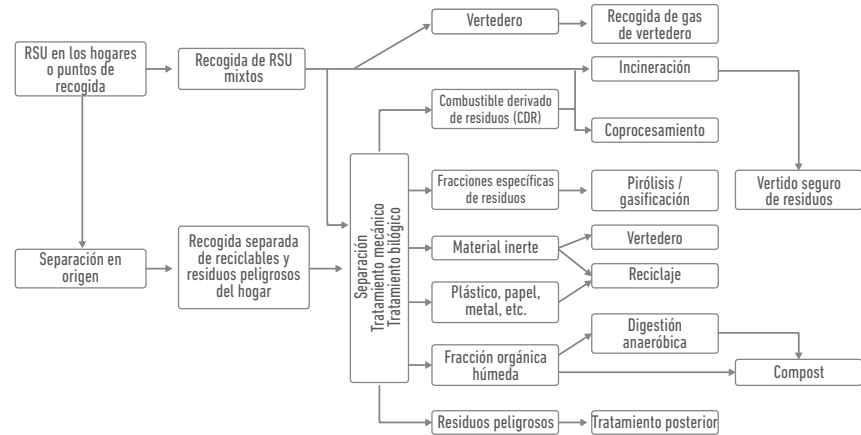 RSU en los hogares
o puntos de
recogida
Recogida de RSU
mixtos
Vertedero
Recogida de gas
de vertedero
Incineración
Combustible derivado
de residuos (CDR)
Coprocesamiento
Separación
Tratamiento mecánico
Tratamiento bilógico
Fracciones específicas
de residuos
Pirólisis /
gasificación
Vertido seguro
de residuos
Separación en
origen
Recogida separada
de reciclables y
residuos peligrosos
del hogar
Material inerte
Vertedero
Reciclaje
Plástico, papel,
metal, etc.
Fracción orgánica
húmeda
Digestión
anaeróbica
Compost
Residuos peligrosos
Tratamiento posterior